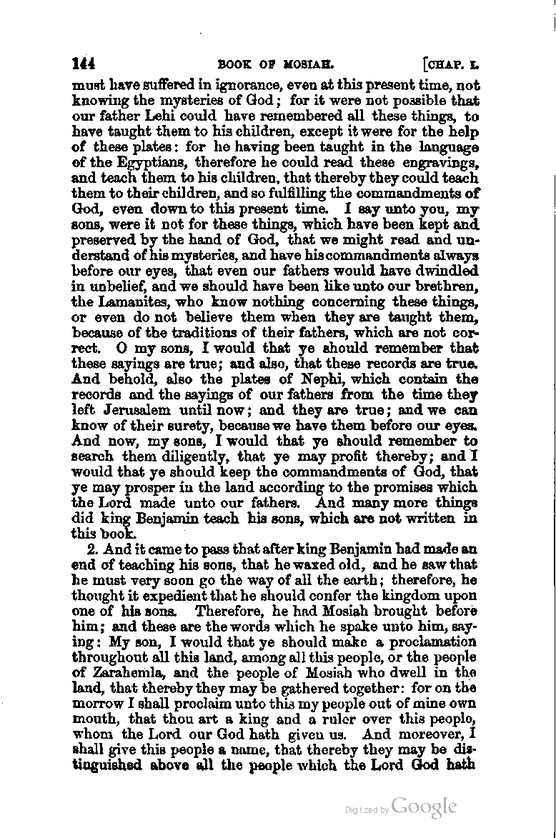 144 BOOK OF MOSIAH. [CHAP. I.
must have suffered in ignorance, even at this present time, not
knowing the mysteries of God; for it were not possible that
our father Lehi could have remembered all these things, to
have taught them to his children, except it were for the help
of these plates: for he having been taught in the language
of the Egyptians, therefore he could read these engravings,
and teach them to his children, that thereby they could teach
them to their children, and so fulfilling the commandments of
God, even down to this present time. I say unto you, my
sons, were it not for these things, which have been kept and
preserved by the hand of God, that we might read and un-
derstand of his mysteries, and have his commandments always
before our eyes, that even our fathers would have dwindled
in unbelief, and we should have been like unto our brethren,
the Lamanites, who know nothing concerning these things,
or even do not believe them when they are taught them,
because of the traditions of their fathers, which are not cor-
rect. O my sons, I would that ye should remember that
these sayings are true; and also, that these records are true.
And behold, also the plates of Nephi, which contain the
records and the sayings of our fathers from the time they
left Jerusalem until now; and they are true; and we can
know of their surety, because we have them before our eyes.
And now, my sons, I would that ye should remember to
search them diligently, that ye may profit thereby; and I
would that ye should keep the commandments of God, that
ye may prosper in the land according to the promises which
the Lord made unto our fathers. And many more things
did king Benjamin teach his sons, which are not written in
this book.
2. And it came to pass that after king Benjamin had made an
end of teaching his sons, that he waxed old, and he saw that
he must very soon go the way of all the earth; therefore, he
thought it expedient that he should confer the kingdom upon
one of his sons. Therefore, he had Mosiah brought before
him; and these are the words which he spake unto him, say-
ing: My son, I would that ye should make a proclamation
throughout all this land, among all this people, or the people
of Zarahemla, and the people of Mosiah who dwell in the
land, that thereby they may be gathered together: for on the
morrow I shall proclaim unto this my people out of mine own
mouth, that thou art a king and a ruler over this people,
whom the Lord our God hath given us. And moreover, I
shall give this people a name, that thereby they may be dis-
tinguished above all the people which the Lord God hath
Digitized by Google